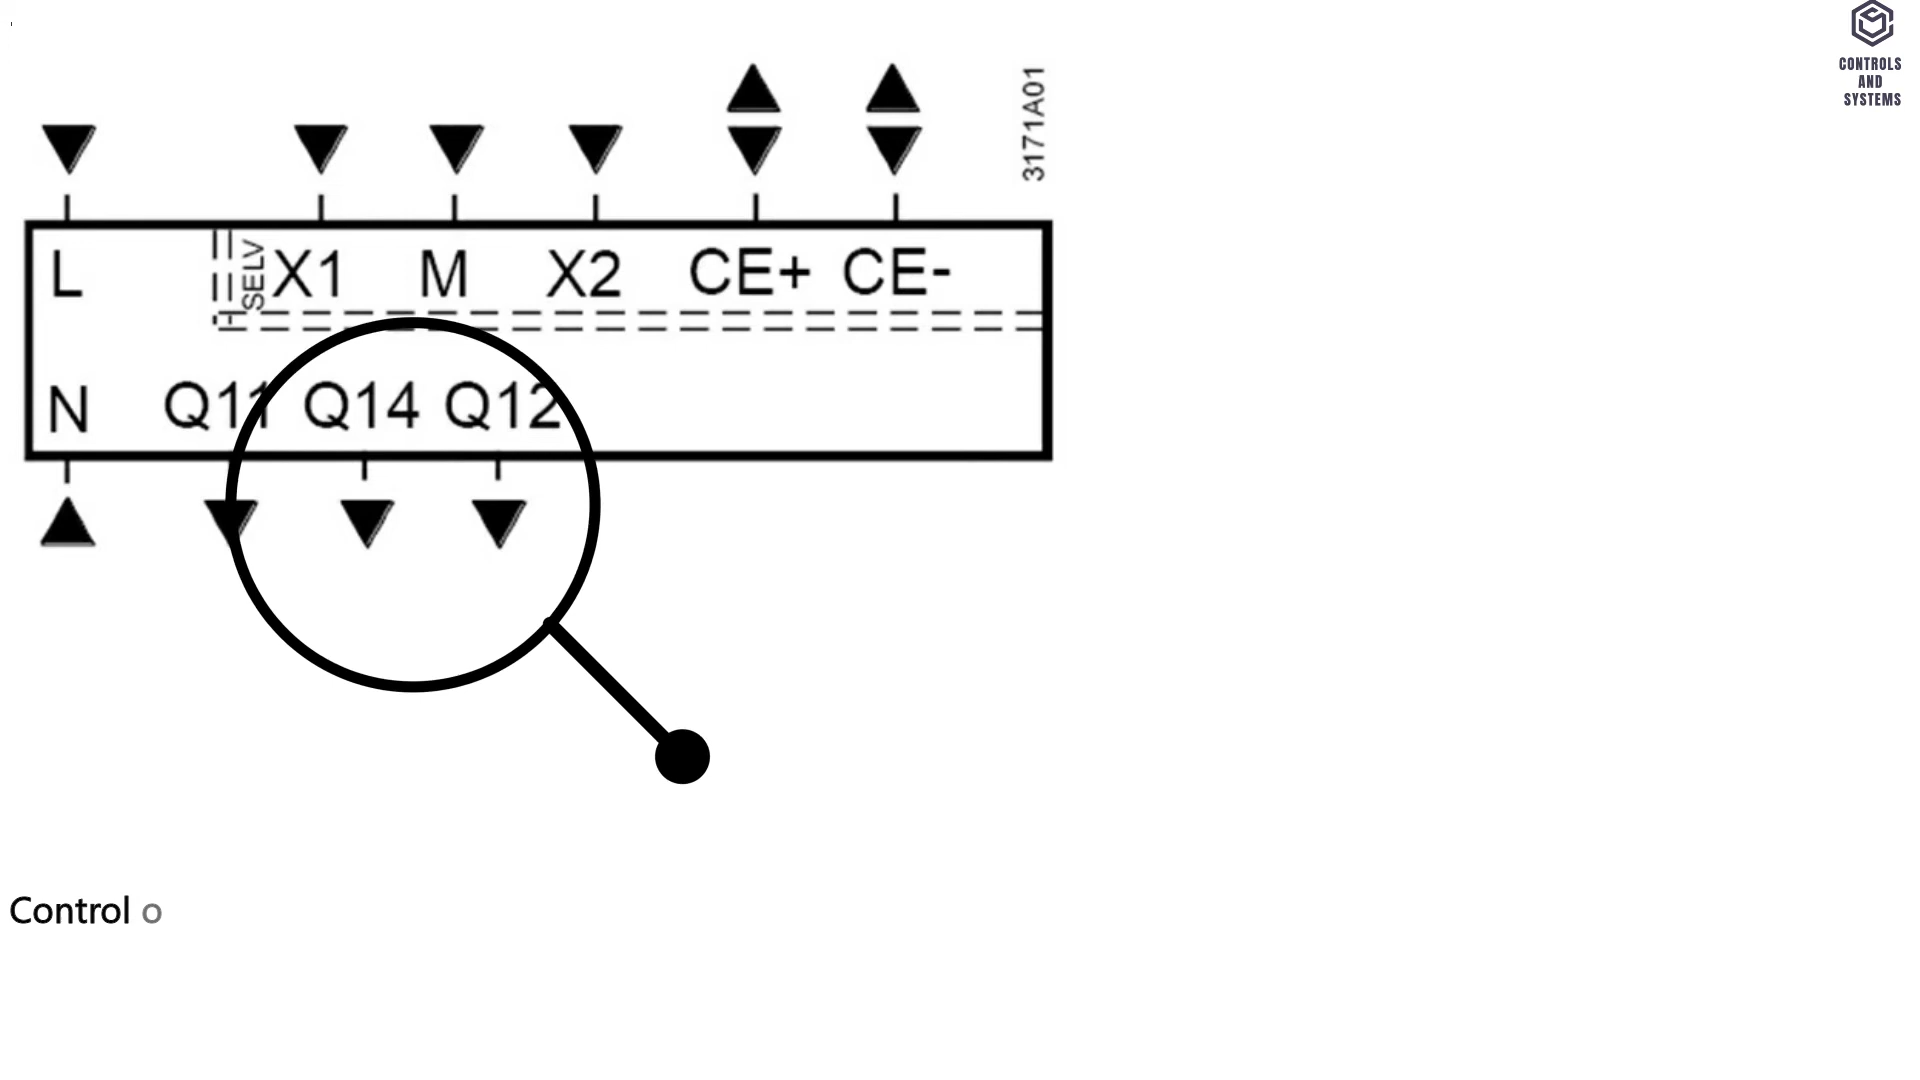 CONTROLS
AND
SYSTEMS
3171A01
L SELV X1 M X2 CE+ CE-
N Q11 Q14 Q12
Control o